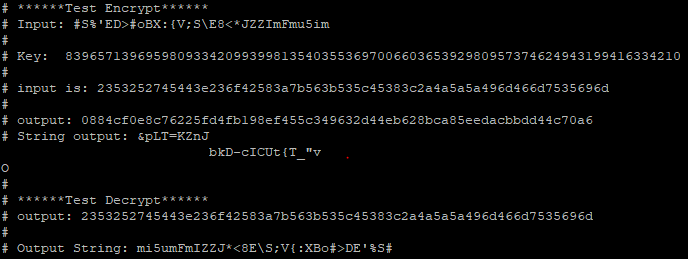 # ******Test Encrypt******
# Input: #S%'ED>#oBX:{V;S\E8<*JZZImFmu5im
#
# Key:  83965713969598093342099399813540355369700660365392980957374624943199416334210
#
# input is: 2353252745443e236f42583a7b563b535c45383c2a4a5a5a496d466d7535696d
#
# output: 0884cf0e8c76225fd4fb198ef455c349632d44eb628bca85eedacbbdd44c70a6
# String output: &pLT=KZnJ
bkD-cICUt{T_"v
O
#
# ******Test Decrypt******
# output: 2353252745443e236f42583a7b563b535c45383c2a4a5a5a496d466d7535696d
#
# Output String: mi5umFmIZZJ*<8E\S;V{:XBo#>DE'%S#